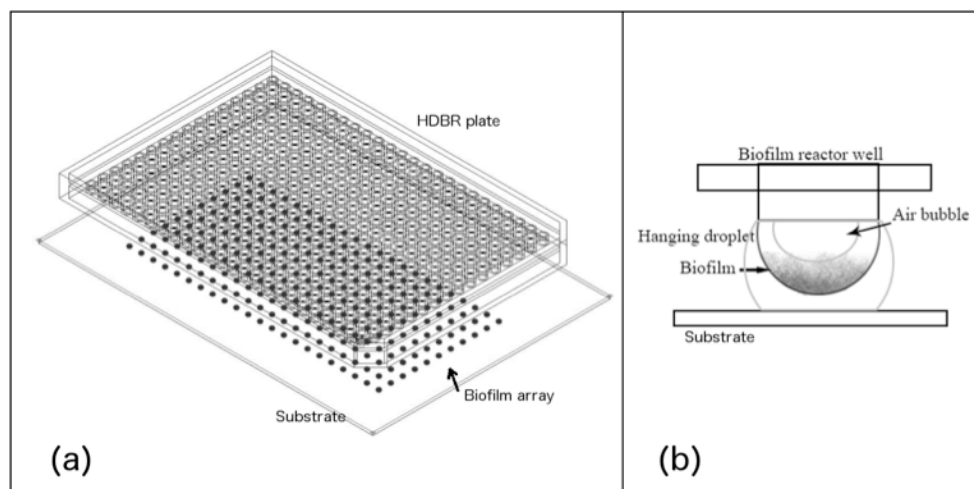 HDBR plate
Biofilm array
Substrate
(a)
Biofilm reactor well
Air bubble
Hanging droplet
Biofilm
Substrate
(b)